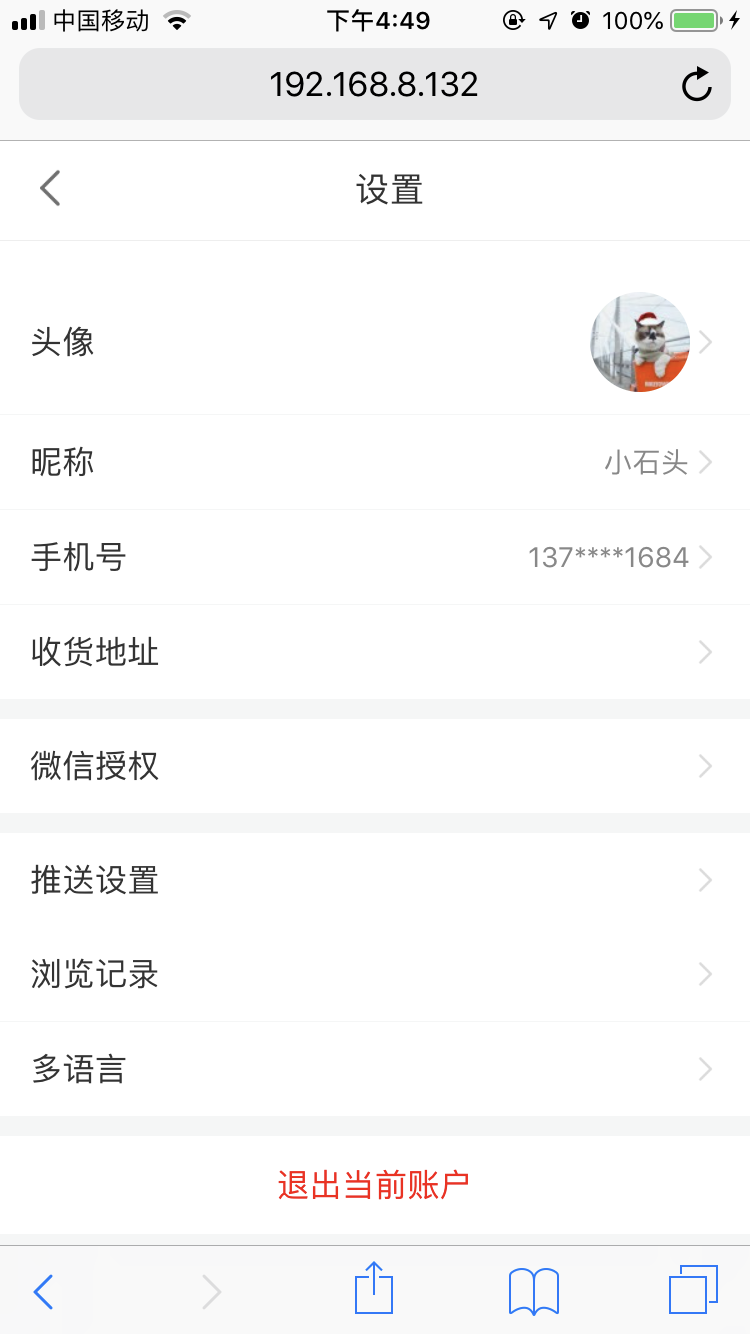 中国移动 下午4:49 100%
192.168.8.132
设置
头像
昵称 小石头
手机号 137****1684
收货地址
微信授权
推送设置
浏览记录
多语言
退出当前账户